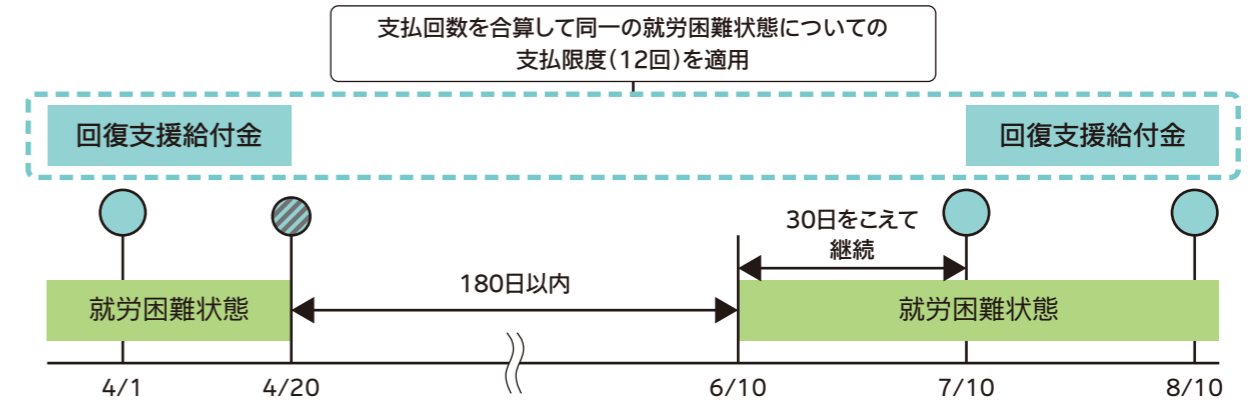 支払回数を合算して同一の就労困難状態についての
支払限度(12回)を適用
回復支援給付金
回復支援給付金
30日をこえて
継続
180日以内
就労困難状態
就労困難状態
4/1
4/20
6/10
7/10
8/10